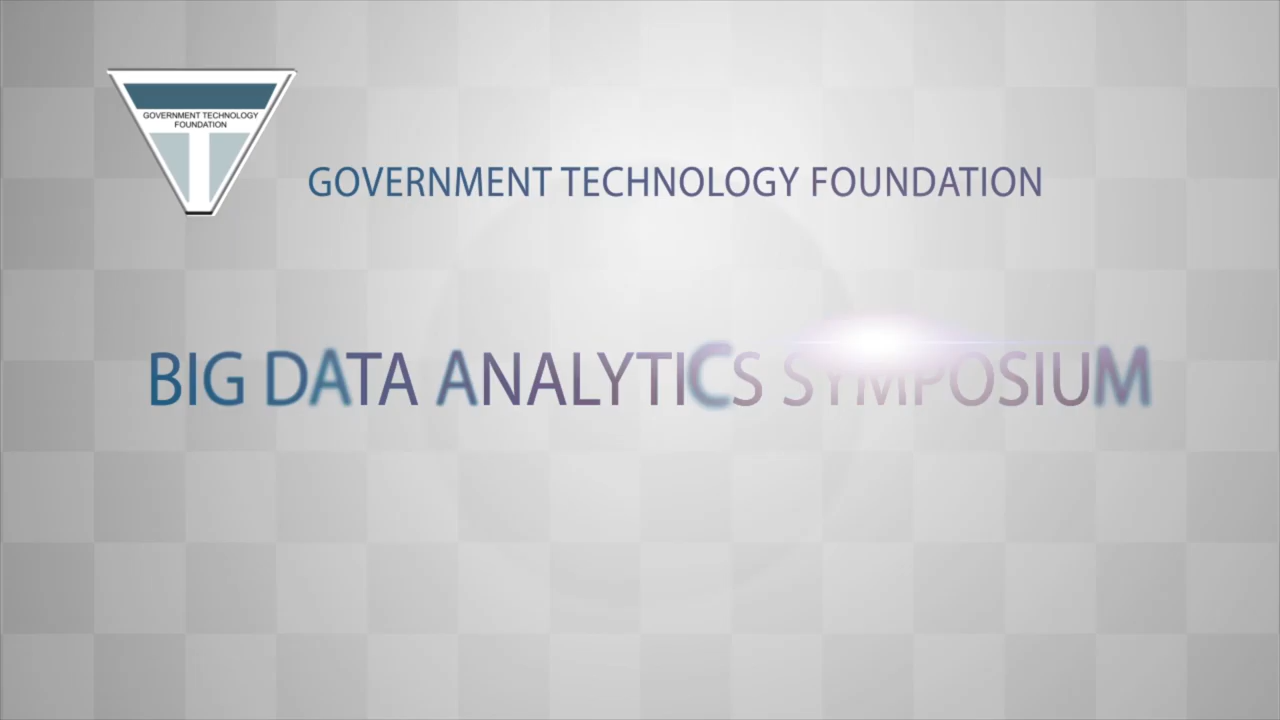 GOVERNMENT TECHNOLOGY
FOUNDATION
GOVERNMENT TECHNOLOGY FOUNDATION
BIG DATA ANALYTICS SYMPOSIUM